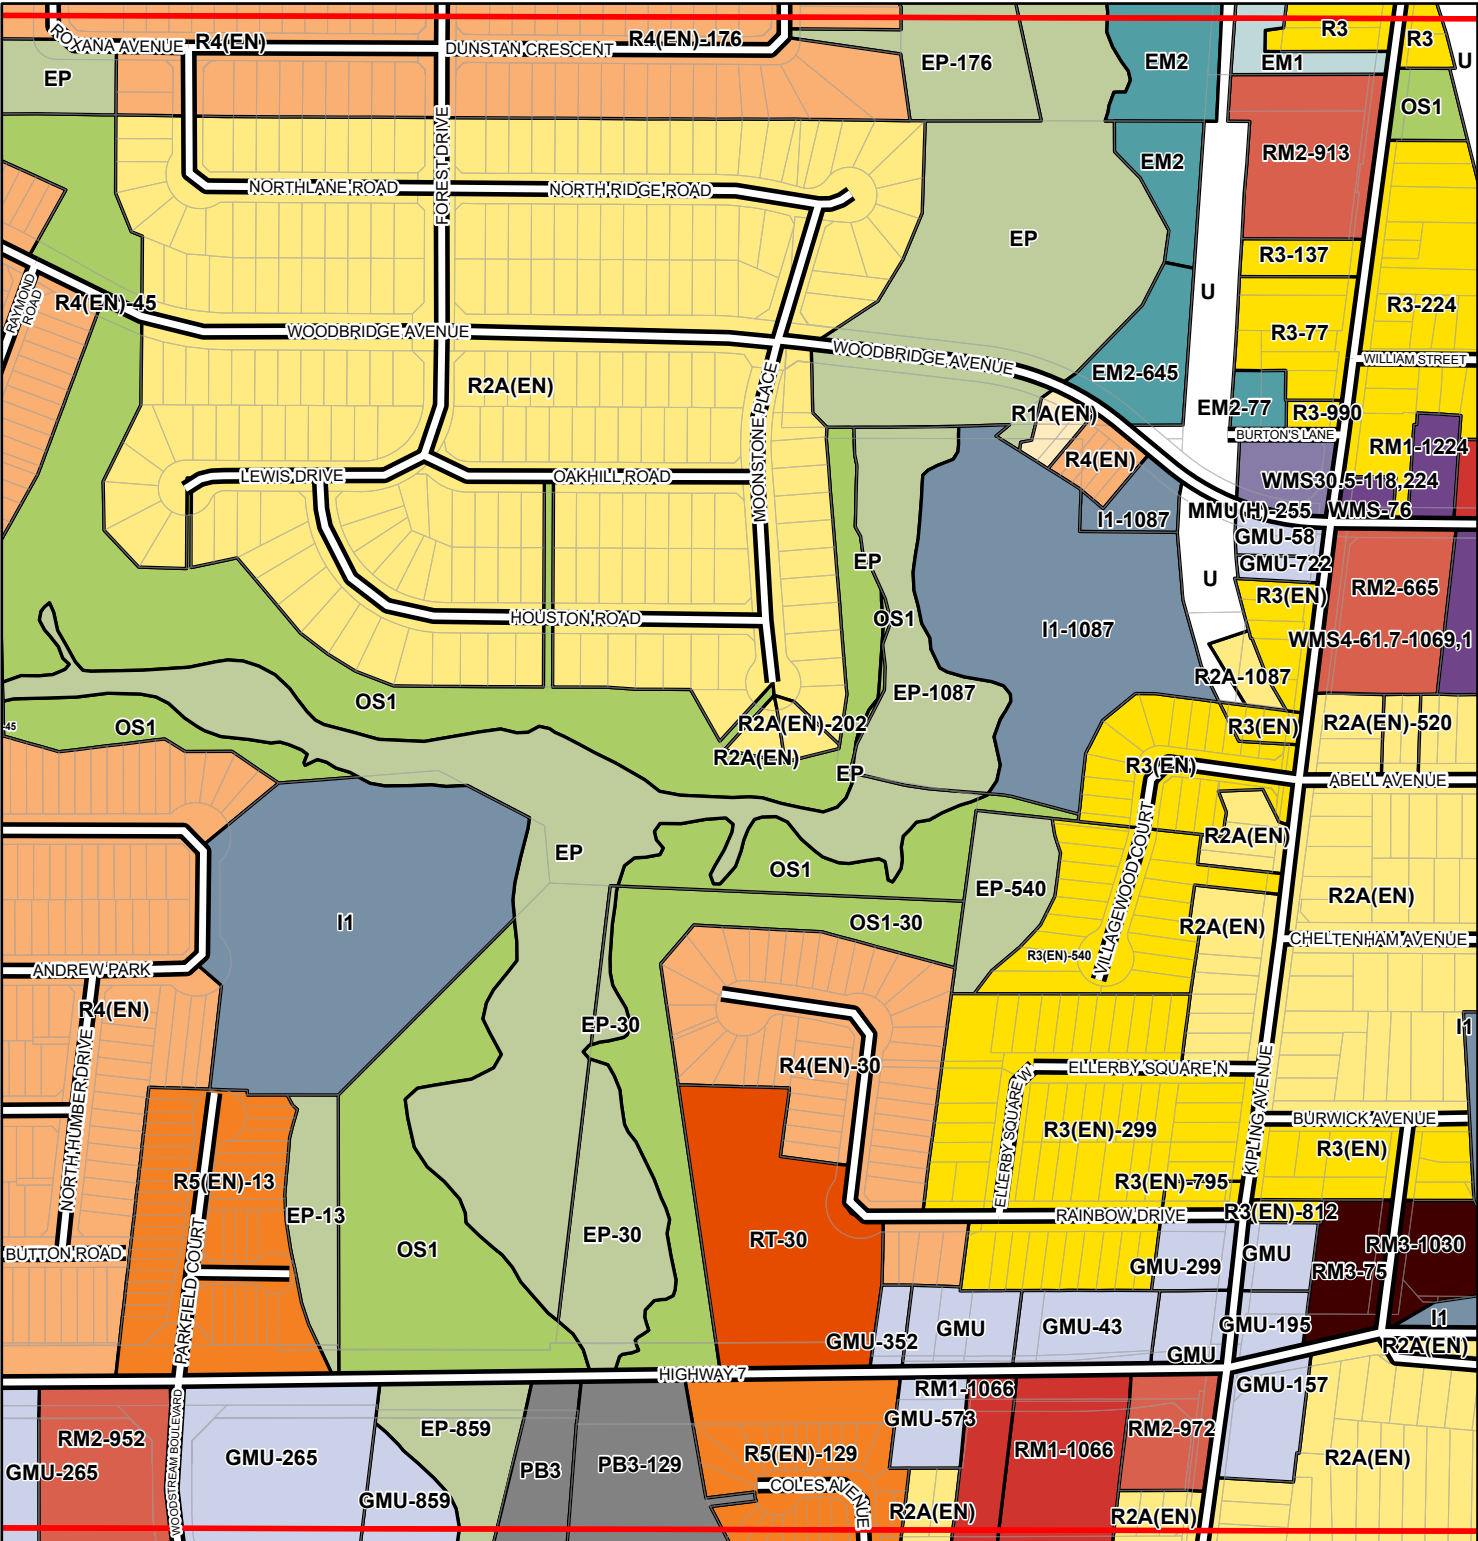 ROXANA AVENUE
R4(EN)
DUNSTAN CRESCENT
R4(EN)-176
EP
EP-176
EM2
R3
R3
EM1
U
OS1
FOREST DRIVE
EM2
RM2-913
NORTHLANE ROAD
NORTH RIDGE ROAD
EP
R3-137
RAYMOND
ROAD
R4(EN)-45
U
R3-224
WOODBRIDGE AVENUE
R3-77
WOODBRIDGE AVENUE
WILLIAM STREET
R2A(EN)
EM2-645
MOONSTONE PLACE
R1A(EN)
EM2-77
R3-990
BURTON'S LANE
RM1-1224
R4(EN)
LEWIS DRIVE
OAKHILL ROAD
WMS30.5-118,224
I1-1087
MMU(H)-255
WMS-76
GMU-58
EP
GMU-722
U
RM2-665
R3(EN)
HOUSTON ROAD
OS1
I1-1087
WMS4-61.7-1069,1
R2A-1087
EP-1087
OS1
-45
OS1
R2A(EN)-202
R3(EN)
R2A(EN)-520
R2A(EN)
EP
R3(EN)
ABELL AVENUE
VILLAGEWOOD COURT
R2A(EN)
EP
OS1
EP-540
R2A(EN)
I1
OS1-30
R2A(EN)
CHELTENHAM AVENUE
R3(EN)-540
ANDREW PARK
R4(EN)
EP-30
I1
NORTH HUMBER DRIVE
R4(EN)-30
ELLERBY SQUARE W
ELLERBY SQUARE N
KIPLING AVENUE
BURWICK AVENUE
R3(EN)-299
R3(EN)
R5(EN)-13
R3(EN)-795
EP-13
RAINBOW DRIVE
R3(EN)-812
BUTTON ROAD
PARKFIELD COURT
OS1
EP-30
RT-30
GMU-299
GMU
RM3-1030
RM3-75
GMU-352
GMU
GMU-43
GMU-195
I1
GMU
R2A(EN)
HIGHWAY 7
WOODSTREAM BOULEVARD
RM1-1066
GMU-157
GMU-573
EP-859
RM2-952
RM2-972
GMU-265
GMU-265
PB3
PB3-129
R5(EN)-129
RM1-1066
R2A(EN)
GMU-859
COLES AVENUE
R2A(EN)
R2A(EN)